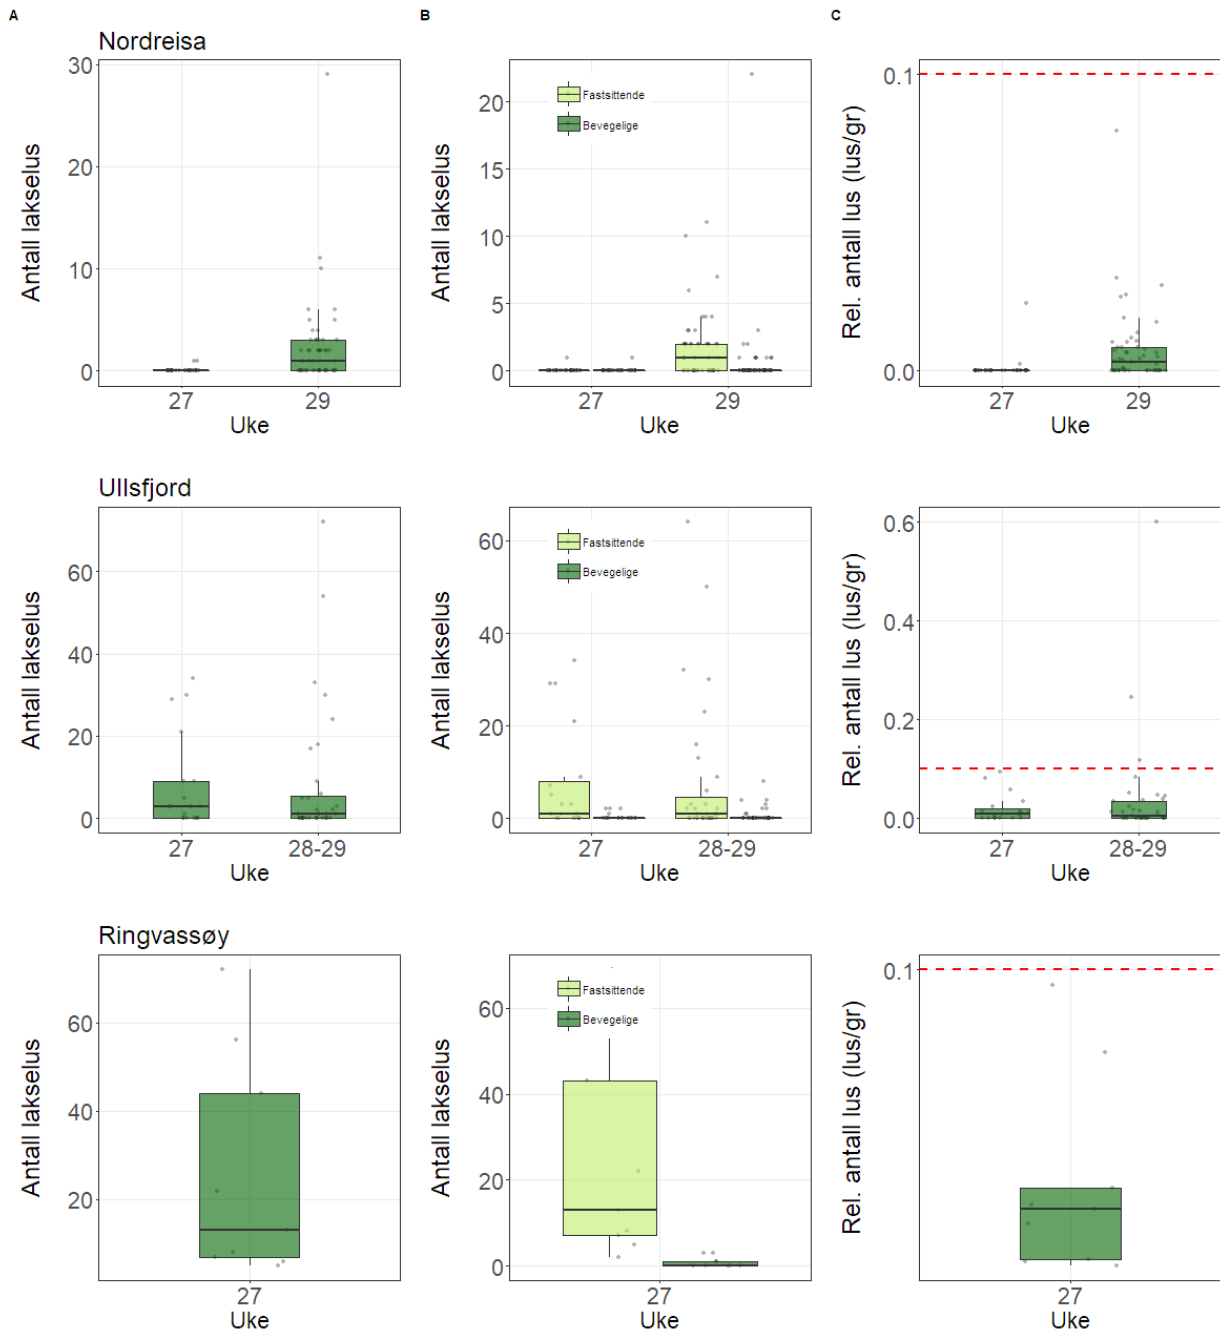 A
B
C
Nordreisa
Antall lakselus
30
20
10
0
27
29
Uke
Antall lakselus
20
15
10
5
0
Fastsittende
Bevegelige
27
29
Uke
Rel. antall lus (lus/gr)
0.1
0.0
27
29
Uke
Ullsfjord
Antall lakselus
60
40
20
0
27
28-29
Uke
Antall lakselus
60
40
20
0
Fastsittende
Bevegelige
27
28-29
Uke
Rel. antall lus (lus/gr)
0.6
0.4
0.2
0.0
27
28-29
Uke
Ringvassøy
Antall lakselus
60
40
20
27
Uke
Antall lakselus
60
40
20
0
Fastsittende
Bevegelige
27
Uke
Rel. antall lus (lus/gr)
0.1
27
Uke